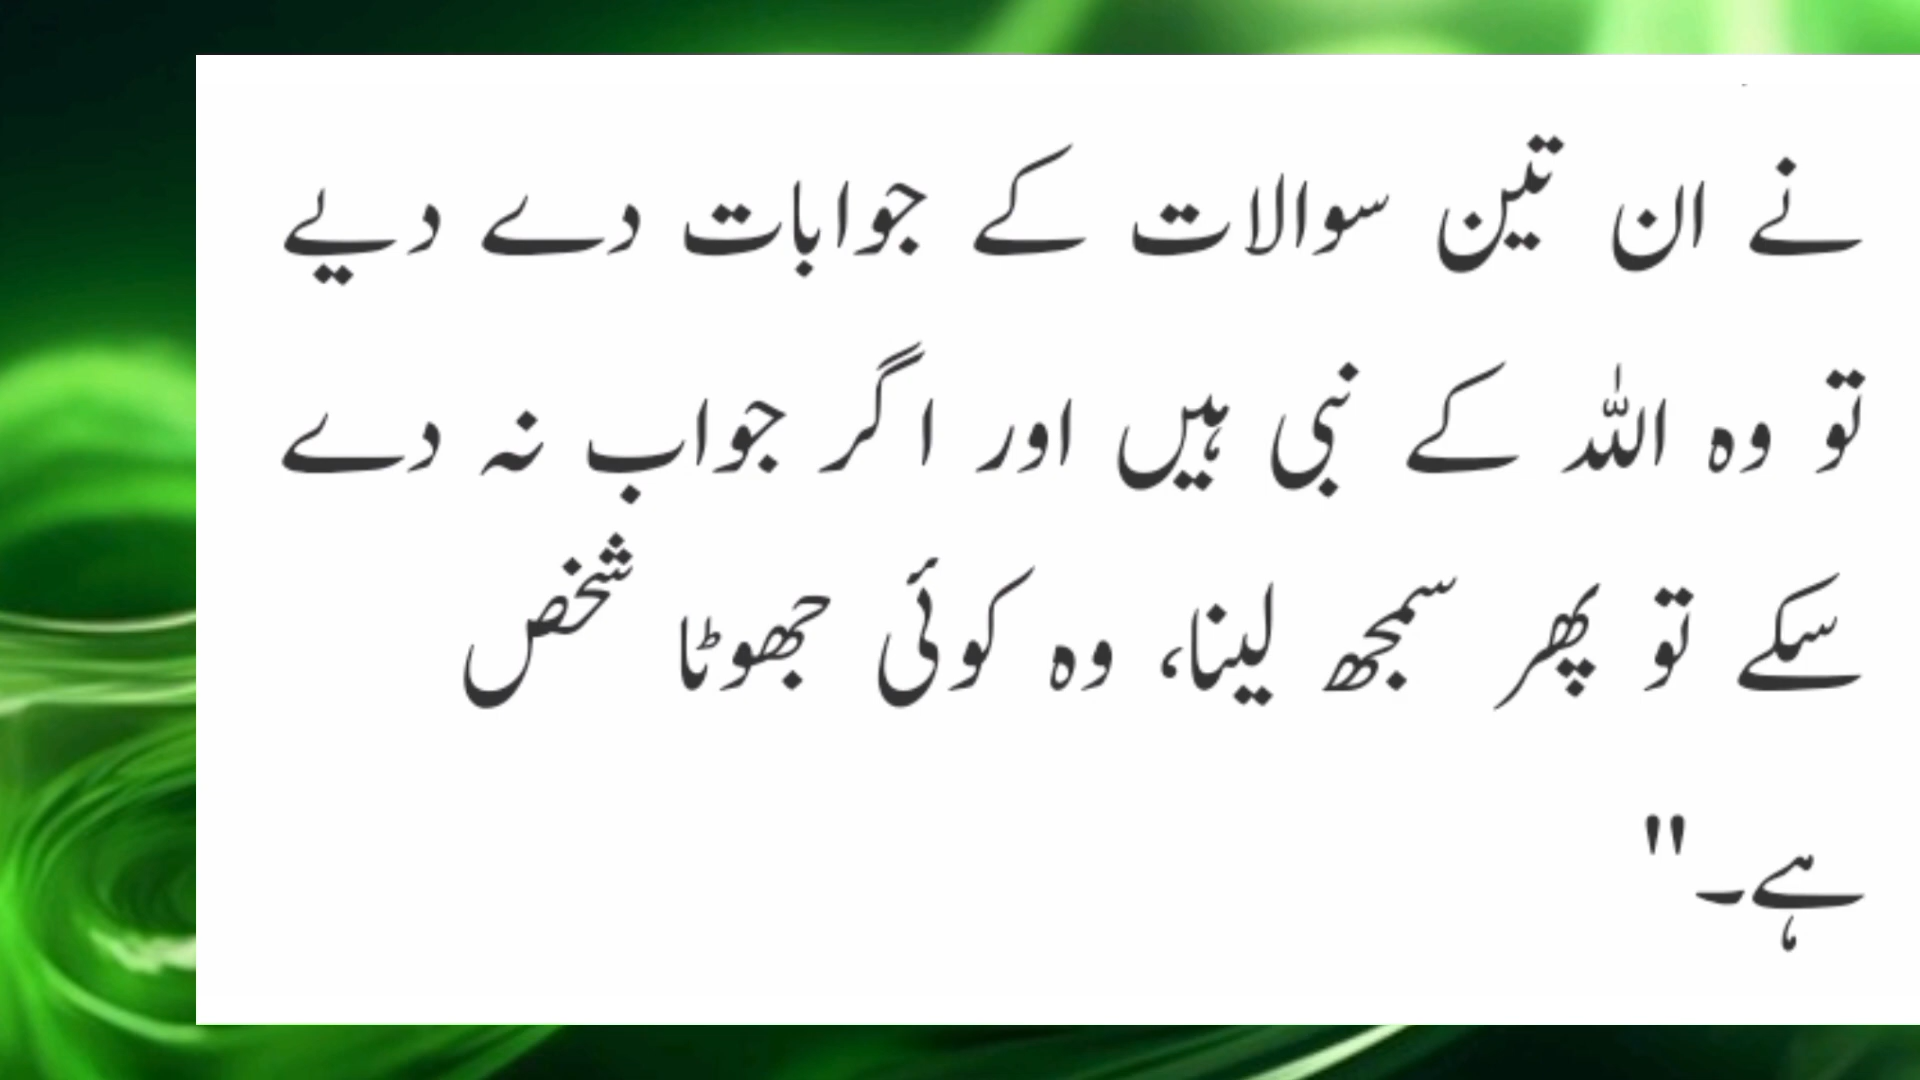 نے ان تین سوالات کے جوابات دے دیے
تو وہ اللہ کے نبی ہیں اور اگر جواب نہ دے
سکے تو پھر سمجھ لینا، وہ کوئی جھوٹا شخص
ہے۔"